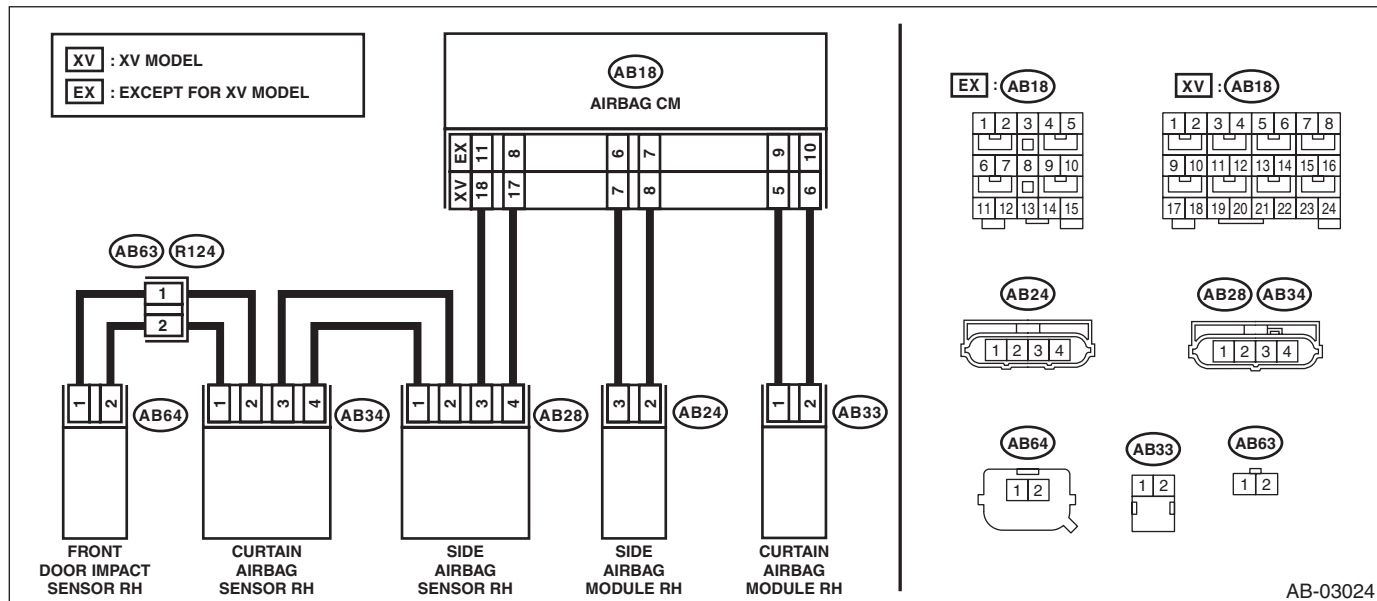 XV : XV MODEL
EX : EXCEPT FOR XV MODEL
AB18
AIRBAG CM
EX 11 8 6 7 9 10
XV 18 17 7 8 5 6
AB63 R124
1
2
1 2 AB64
1 2 3 4 AB34
1 2 3 4 AB28
3 2 AB24
1 2 AB33
FRONT
DOOR IMPACT
SENSOR RH
CURTAIN
AIRBAG
SENSOR RH
SIDE
AIRBAG
SENSOR RH
SIDE
AIRBAG
MODULE RH
CURTAIN
AIRBAG
MODULE RH
EX : AB18
1 2 3 4 5
6 7 8 9 10
11 12 13 14 15
XV : AB18
1 2 3 4 5 6 7 8
9 10 11 12 13 14 15 16
17 18 19 20 21 22 23 24
AB24
1 2 3 4
AB28 AB34
1 2 3 4
AB64
1 2
AB33
1 2
AB63
1 2
AB-03024